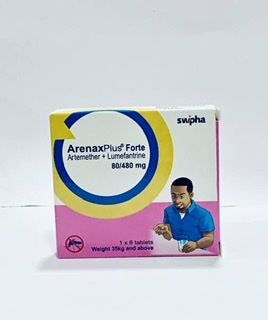 swipha
ArenaxPlus® Forte
Artemether + Lumefantrine
80/480 mg
1 x 6 tablets
Weight 35kg and above